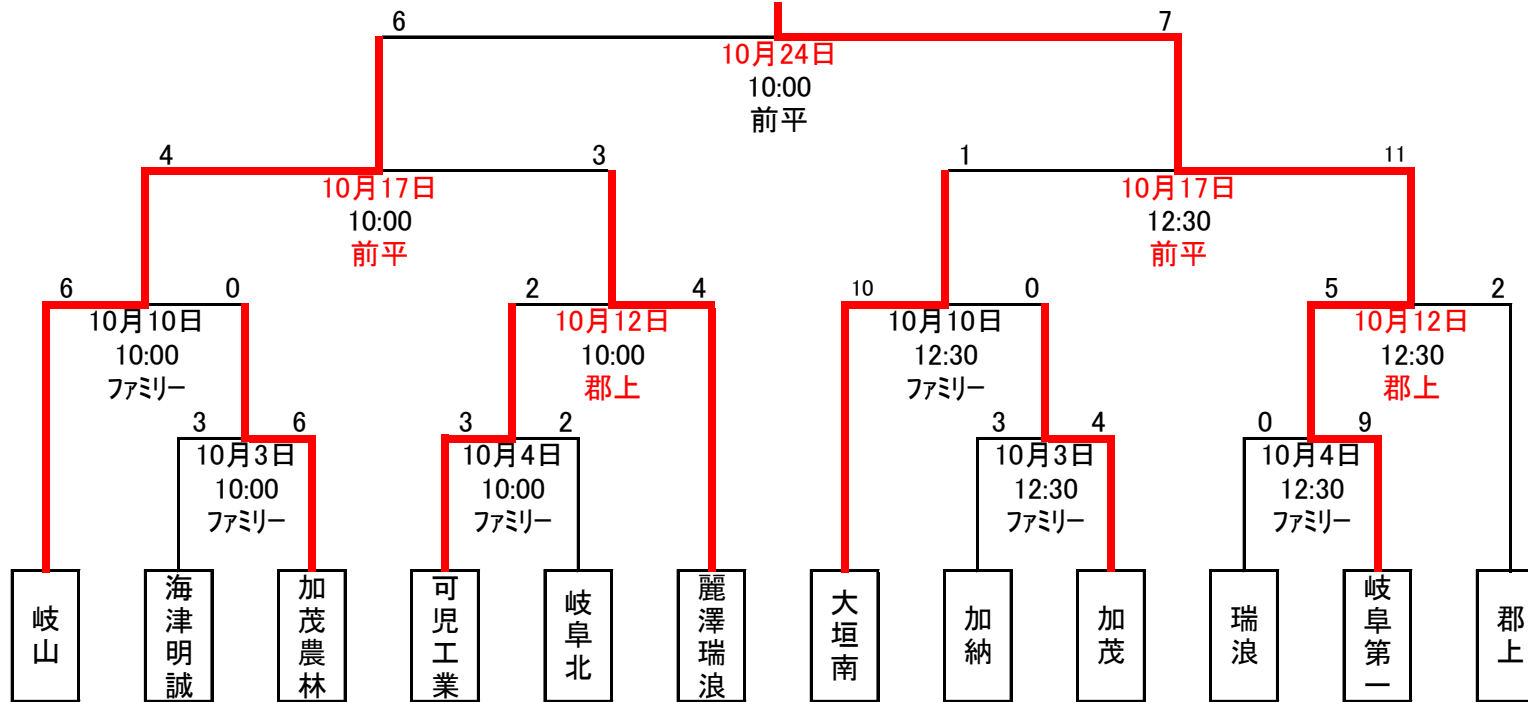 6 7
10月24日
10:00
前平
4 3 1 11
10月17日 10月17日
10:00 12:30
前平 前平
6 0 2 4 10 0 5 2
10月10日 10月12日 10月10日 10月12日
10:00 10:00 12:30 12:30
ファミリー 郡上 ファミリー 郡上
3 6 3 2 3 4 0 9
10月3日 10月4日 10月3日 10月4日
10:00 10:00 12:30 12:30
ファミリー ファミリー ファミリー ファミリー
岐山
海津明誠
加茂農林
可児工業
岐阜北
麗澤瑞浪
大垣南
加納
加茂
瑞浪
岐阜第一
郡上